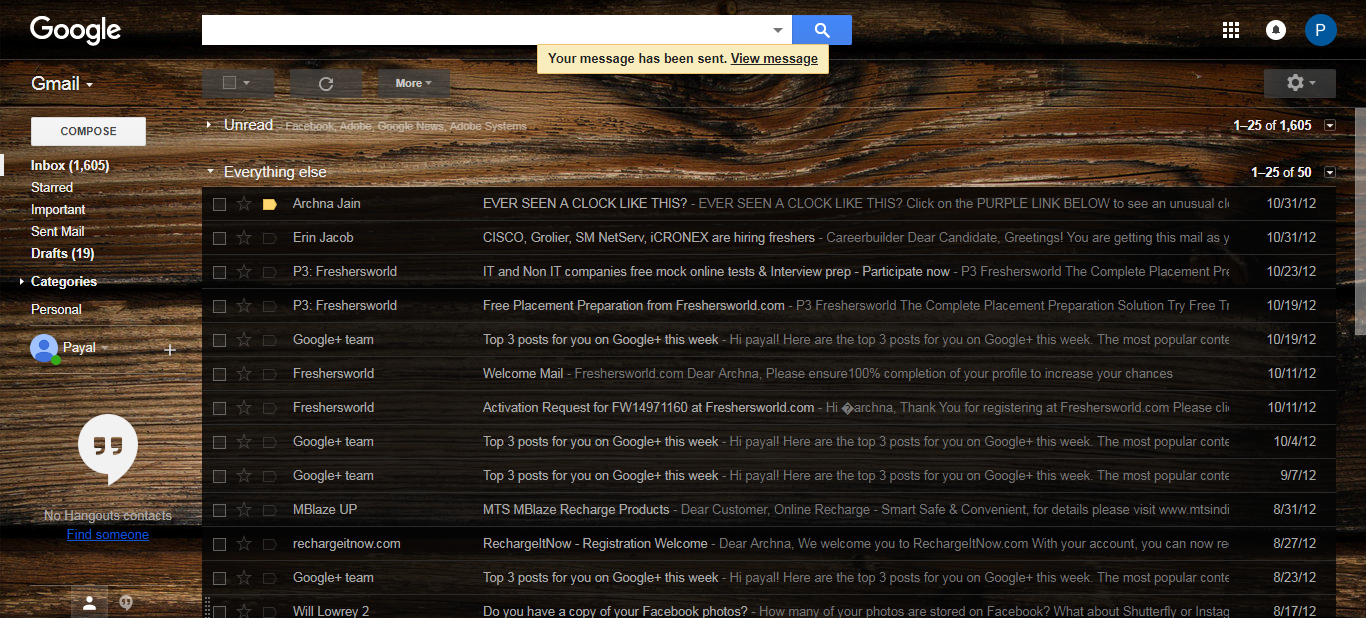 Google
P
Your message has been sent. View message
Gmail
More
COMPOSE
Unread - Facebook, Adobe, Google News, Adobe Systems
1–25 of 1,605
Inbox (1,605)
Starred
Important
Sent Mail
Drafts (19)
Categories
Personal
Payal
No Hangouts contacts
Find someone
Everything else
1–25 of 50
Archna Jain EVER SEEN A CLOCK LIKE THIS? - EVER SEEN A CLOCK LIKE THIS? Click on the PURPLE LINK BELOW to see an unusual cl 10/31/12
Erin Jacob CISCO, Grolier, SM NetServ, iCRONEX are hiring freshers - Careerbuilder Dear Candidate, Greetings! You are getting this mail as y 10/31/12
P3: Freshersworld IT and Non IT companies free mock online tests & Interview prep - Participate now - P3 Freshersworld The Complete Placement Pre 10/23/12
P3: Freshersworld Free Placement Preparation from Freshersworld.com - P3 Freshersworld The Complete Placement Preparation Solution Try Free Tr 10/19/12
Google+ team Top 3 posts for you on Google+ this week - Hi payal! Here are the top 3 posts for you on Google+ this week. The most popular conte 10/19/12
Freshersworld Welcome Mail - Freshersworld.com Dear Archna, Please ensure100% completion of your profile to increase your chances 10/11/12
Freshersworld Activation Request for FW14971160 at Freshersworld.com - Hi �archna, Thank You for registering at Freshersworld.com Please cli 10/11/12
Google+ team Top 3 posts for you on Google+ this week - Hi payal! Here are the top 3 posts for you on Google+ this week. The most popular conte 10/4/12
Google+ team Top 3 posts for you on Google+ this week - Hi payal! Here are the top 3 posts for you on Google+ this week. The most popular conte 9/7/12
MBlaze UP MTS MBlaze Recharge Products - Dear Customer, Online Recharge - Smart Safe & Convenient, for details please visit www.mtsindi 8/31/12
rechargeitnow.com RechargeItNow - Registration Welcome - Dear Archna, We welcome you to RechargeItNow.com With your account, you can now re 8/27/12
Google+ team Top 3 posts for you on Google+ this week - Hi payal! Here are the top 3 posts for you on Google+ this week. The most popular conte 8/23/12
Will Lowrey 2 Do you have a copy of your Facebook photos? - How many of your photos are stored on Facebook? What about Shutterfly or Instag 8/17/12